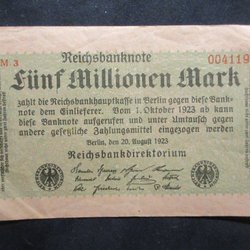 Reichsbanknote
M 3
004119
Fünf Millionen Mark
zahlt die Reichsbankhauptkasse in Berlin gegen diese Bank-
note dem Einlieferer. Vom 1. Oktober 1923 ab kann
diese Banknote aufgerufen und unter Umtausch gegen
andere gesetzliche Zahlungsmittel eingezogen werden
Berlin, den 20. August 1923
Reichsbankdirektorium